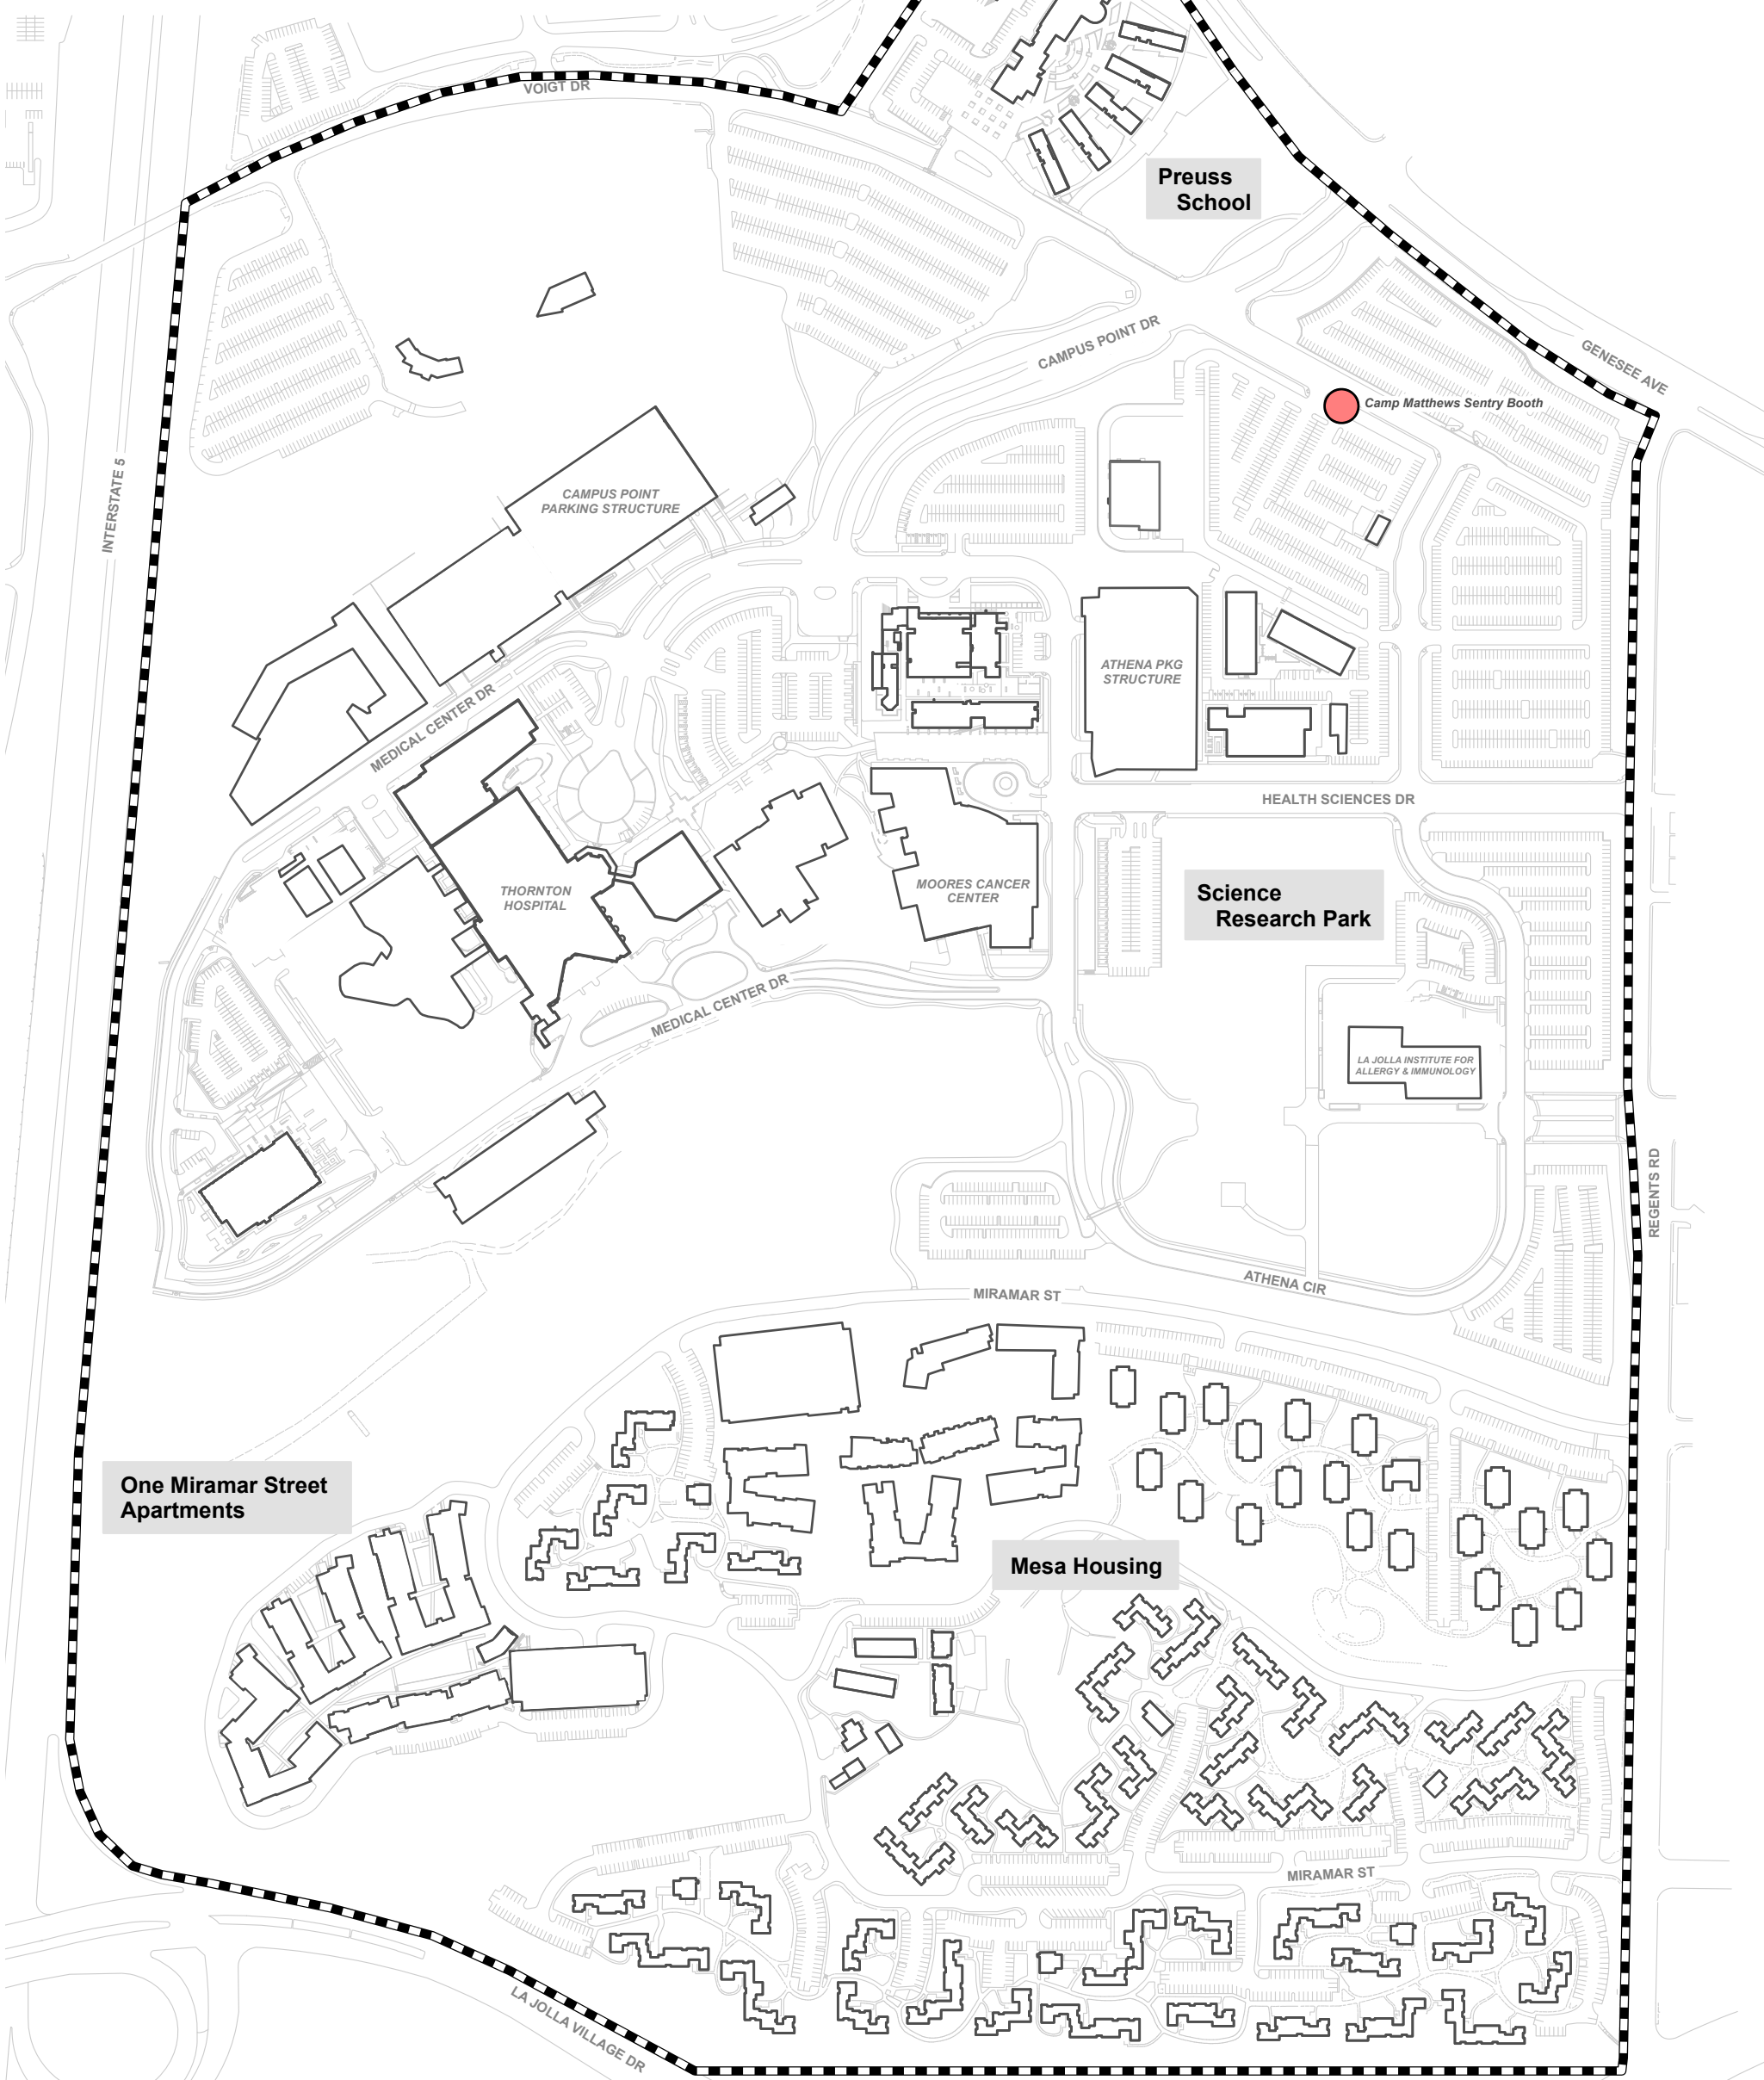 VOIGT DR
Preuss
School
CAMPUS POINT DR
GENESEE AVE
Camp Matthews Sentry Booth
INTERSTATE 5
CAMPUS POINT
PARKING STRUCTURE
ATHENA PKG
STRUCTURE
MEDICAL CENTER DR
HEALTH SCIENCES DR
THORNTON
HOSPITAL
MOORES CANCER
CENTER
Science
Research Park
MEDICAL CENTER DR
LA JOLLA INSTITUTE FOR
ALLERGY & IMMUNOLOGY
REGENTS RD
ATHENA CIR
MIRAMAR ST
One Miramar Street
Apartments
Mesa Housing
MIRAMAR ST
LA JOLLA VILLAGE DR